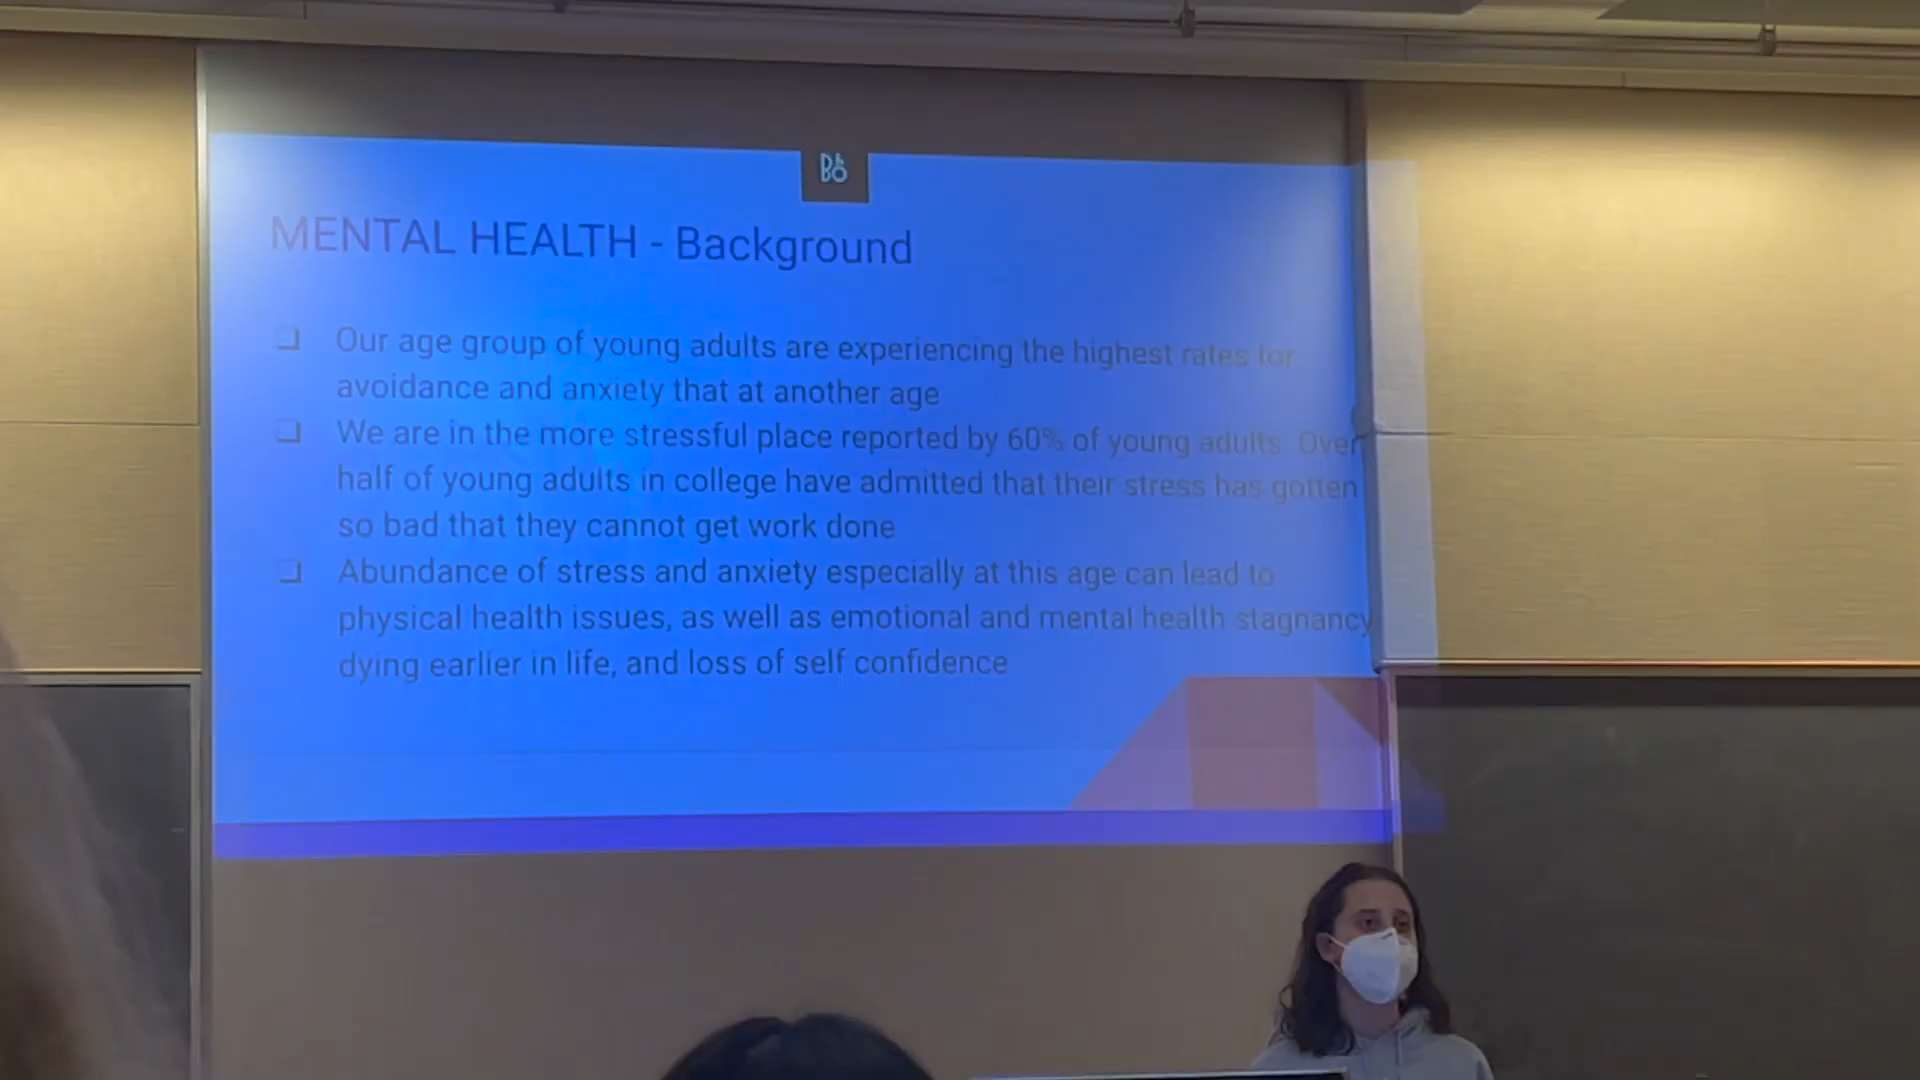 MENTAL HEALTH - Background
Our age group of young adults are experiencing the highest rates for
avoidance and anxiety that at another age
We are in the more stressful place reported by 60% of young adults. Over
half of young adults in college have admitted that their stress has gotten
so bad that they cannot get work done
Abundance of stress and anxiety especially at this age can lead to
physical health issues, as well as emotional and mental health stagnancy
dying earlier in life, and loss of self confidence